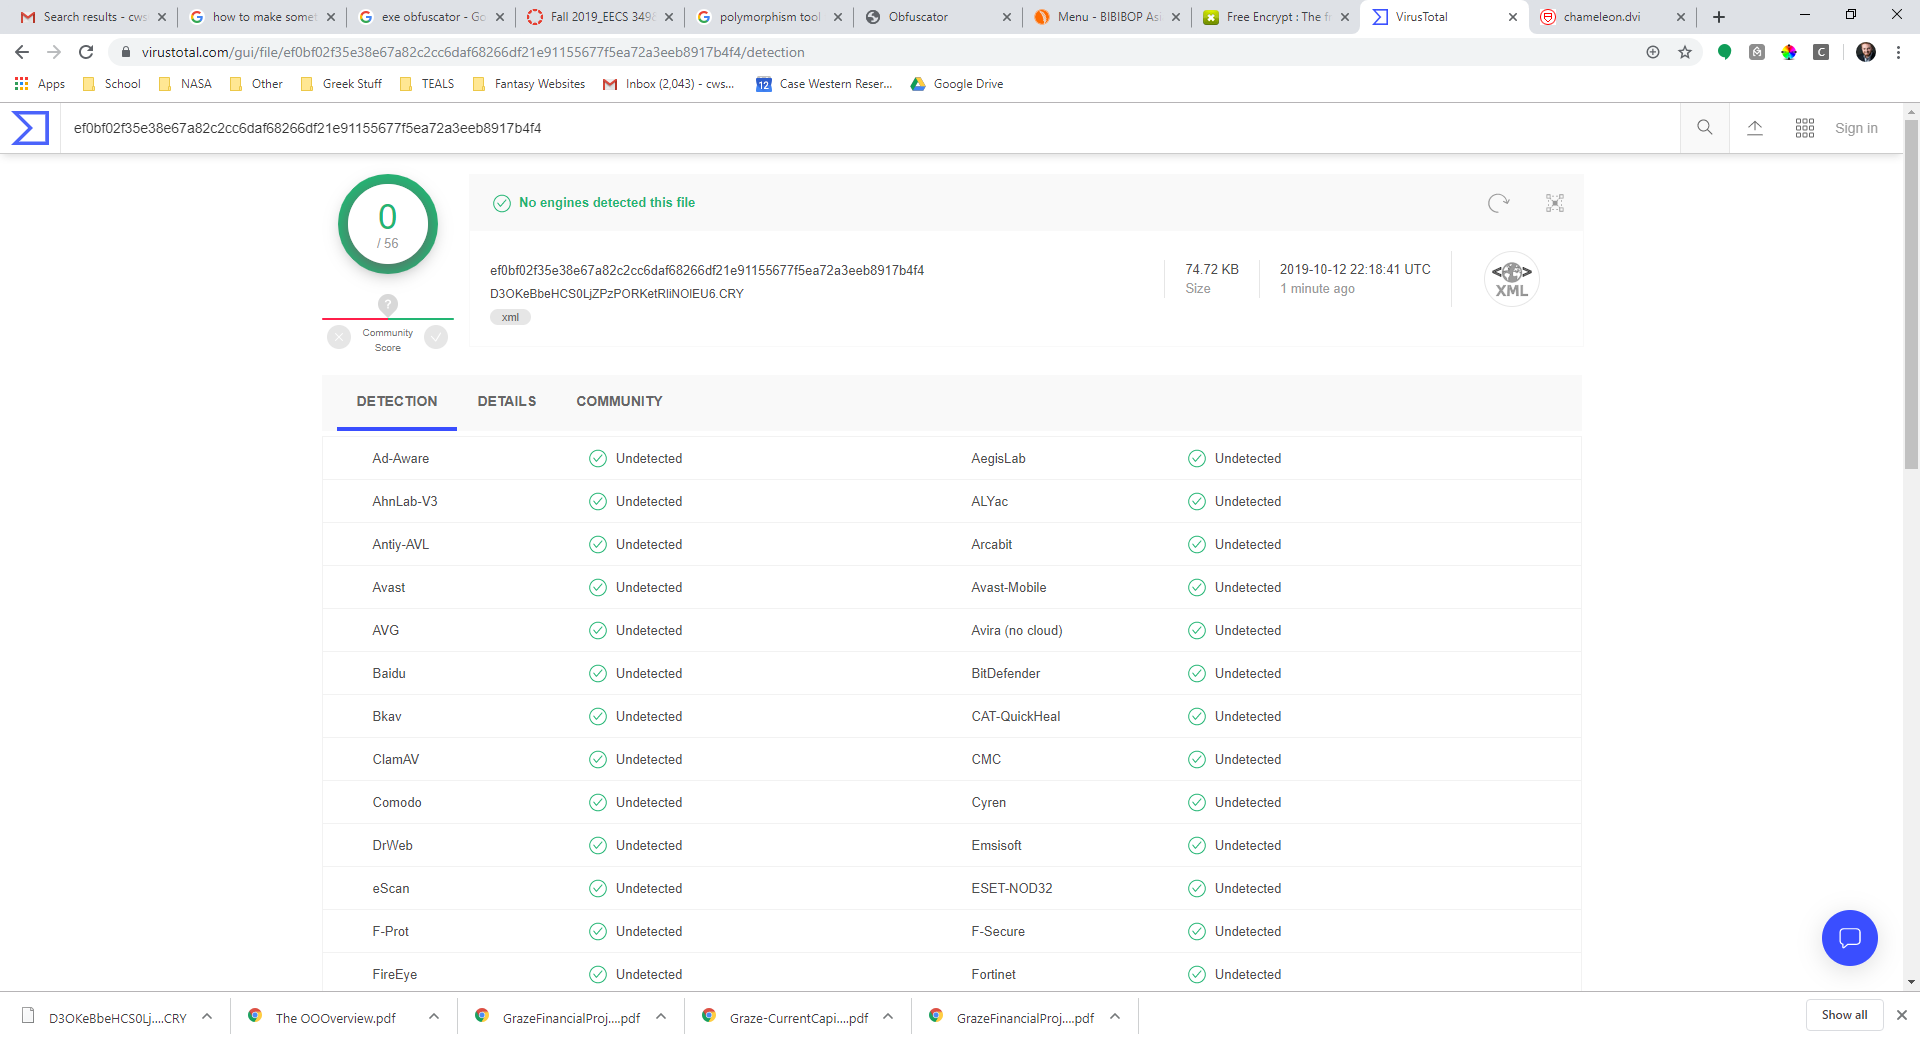 Search results - cws
how to make somet
exe obfuscator - Go
Fall 2019_EECS 349&
polymorphism tool
Obfuscator
Menu - BIBIBOP Asi
Free Encrypt : The fr
VirusTotal
chameleon.dvi
virustotal.com/gui/file/ef0bf02f35e38e67a82c2cc6daf68266df21e91155677f5ea72a3eeb8917b4f4/detection
Apps School NASA Other Greek Stuff TEALS Fantasy Websites Inbox (2,043) - cws... 12 Case Western Reser... Google Drive
ef0bf02f35e38e67a82c2cc6daf68266df21e91155677f5ea72a3eeb8917b4f4
Sign in
0
/ 56
?
Community
Score
No engines detected this file
ef0bf02f35e38e67a82c2cc6daf68266df21e91155677f5ea72a3eeb8917b4f4
D3OKeBbeHCS0LjZPzPORKetRliNOlEU6.CRY
xml
74.72 KB
Size
2019-10-12 22:18:41 UTC
1 minute ago
<>
XML
DETECTION DETAILS COMMUNITY
Ad-Aware Undetected AegisLab Undetected
AhnLab-V3 Undetected ALYac Undetected
Antiy-AVL Undetected Arcabit Undetected
Avast Undetected Avast-Mobile Undetected
AVG Undetected Avira (no cloud) Undetected
Baidu Undetected BitDefender Undetected
Bkav Undetected CAT-QuickHeal Undetected
ClamAV Undetected CMC Undetected
Comodo Undetected Cyren Undetected
DrWeb Undetected Emsisoft Undetected
eScan Undetected ESET-NOD32 Undetected
F-Prot Undetected F-Secure Undetected
FireEye Undetected Fortinet Undetected
D3OKeBbeHCS0Lj....CRY The OOOverview.pdf GrazeFinancialProj....pdf Graze-CurrentCapi....pdf GrazeFinancialProj....pdf Show all